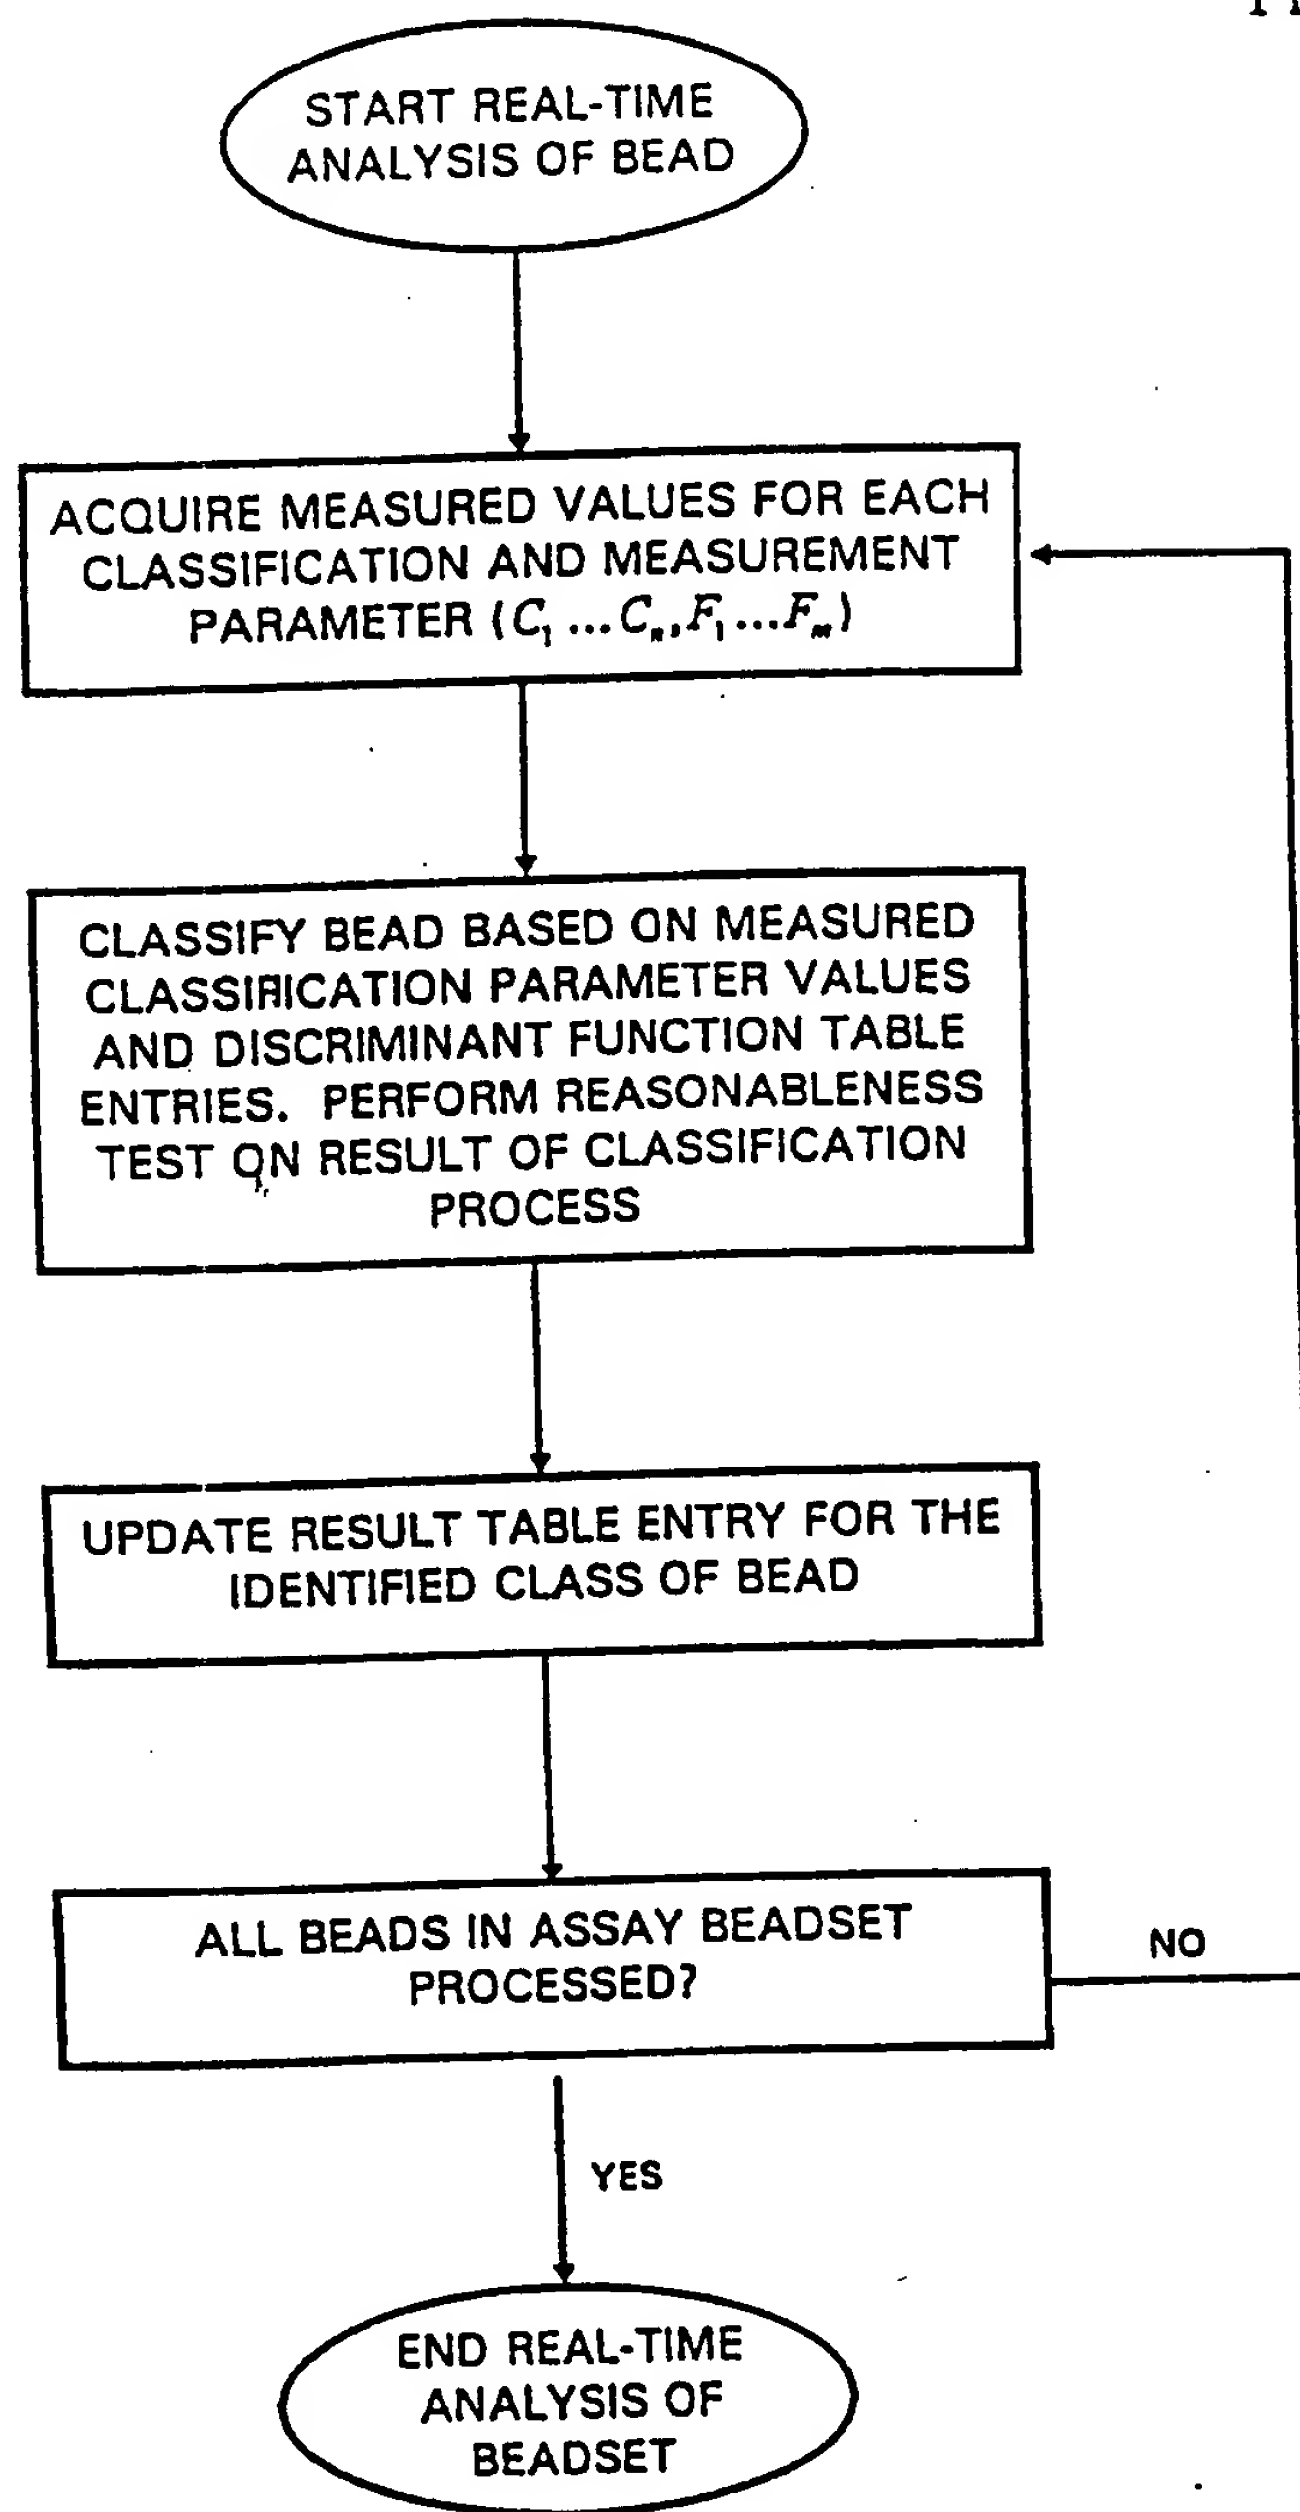 START REAL-TIME
ANALYSIS OF BEAD
ACQUIRE MEASURED VALUES FOR EACH
CLASSIFICATION AND MEASUREMENT
PARAMETER (C₁ ... Cₙ, F₁ ... Fₘ)
CLASSIFY BEAD BASED ON MEASURED
CLASSIFICATION PARAMETER VALUES
AND DISCRIMINANT FUNCTION TABLE
ENTRIES. PERFORM REASONABLENESS
TEST ON RESULT OF CLASSIFICATION
PROCESS
UPDATE RESULT TABLE ENTRY FOR THE
IDENTIFIED CLASS OF BEAD
ALL BEADS IN ASSAY BEADSET
PROCESSED?
NO
YES
END REAL-TIME
ANALYSIS OF
BEADSET